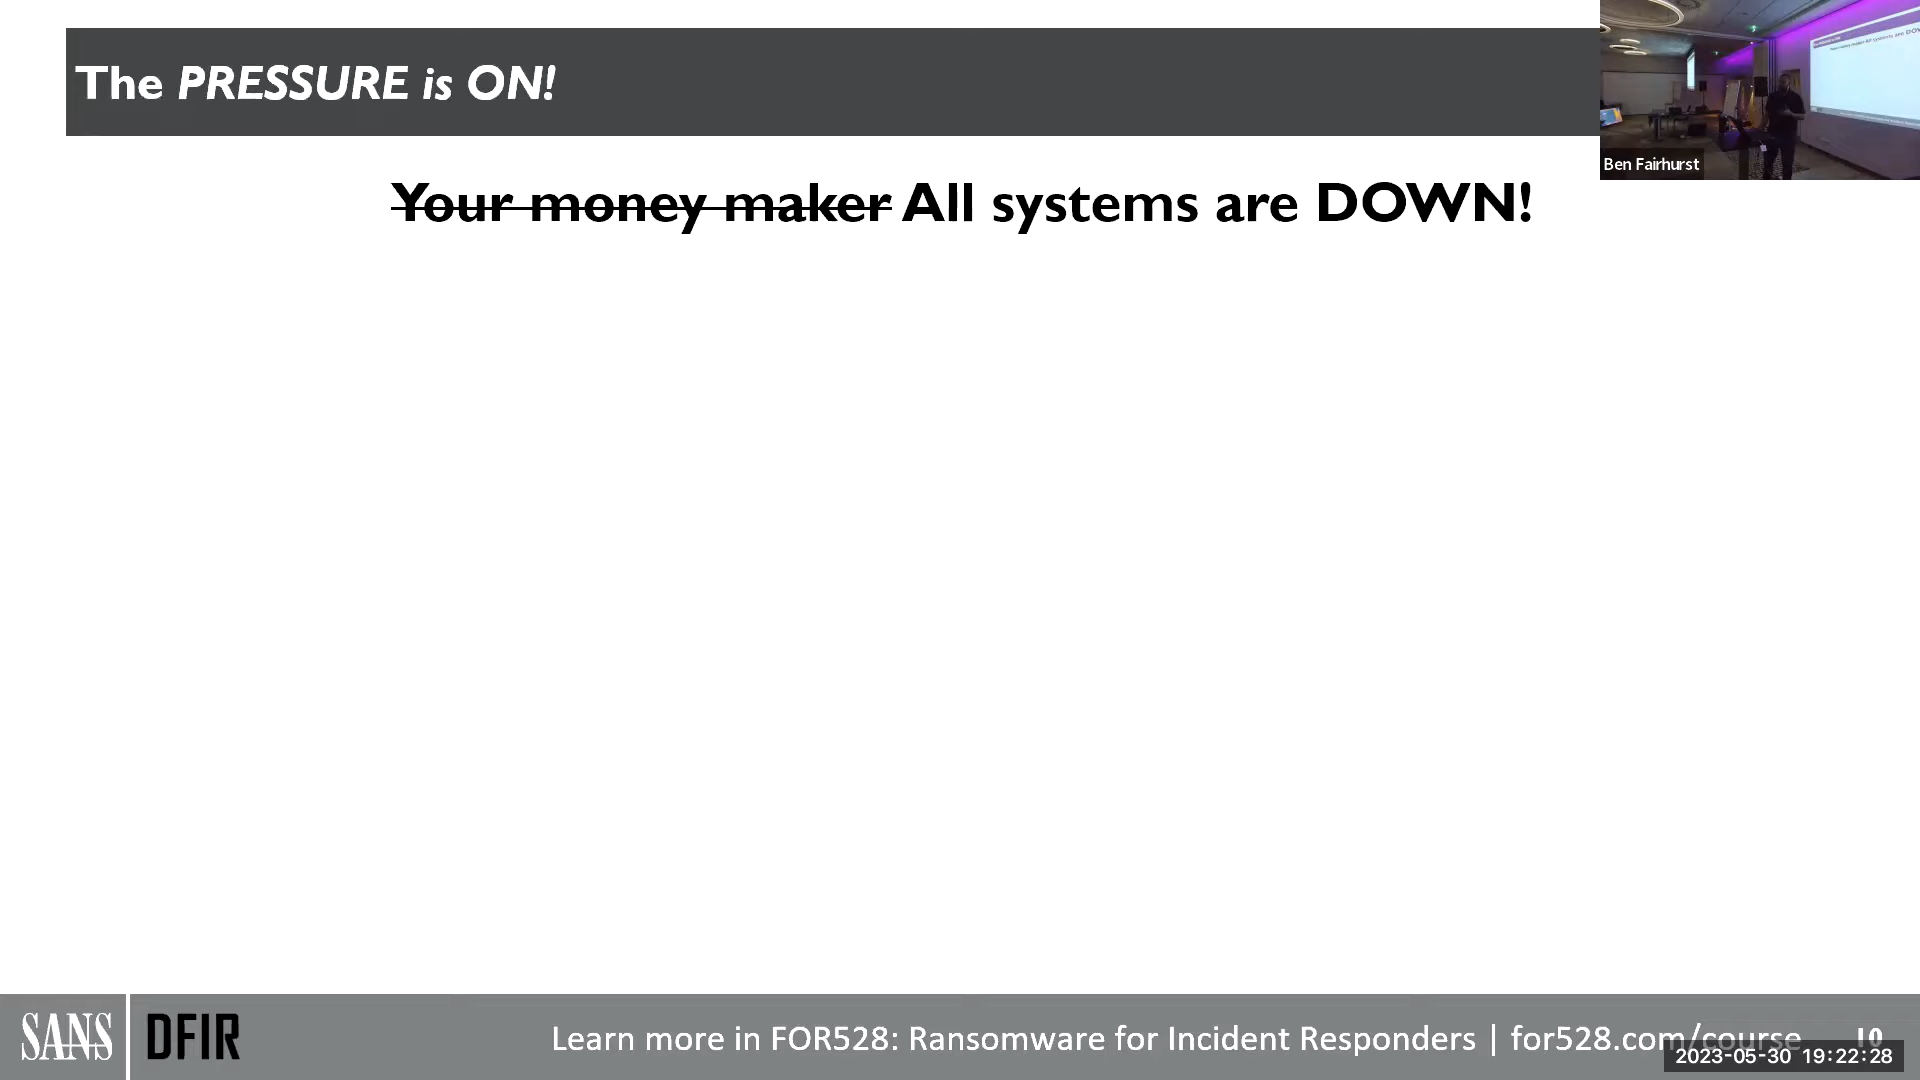 The PRESSURE is ON!
Your money maker All systems are DOWN!
Ben Fairhurst
SANS DFIR
Learn more in FOR528: Ransomware for Incident Responders | for528.com/course 10
2023-05-30 19:22:28